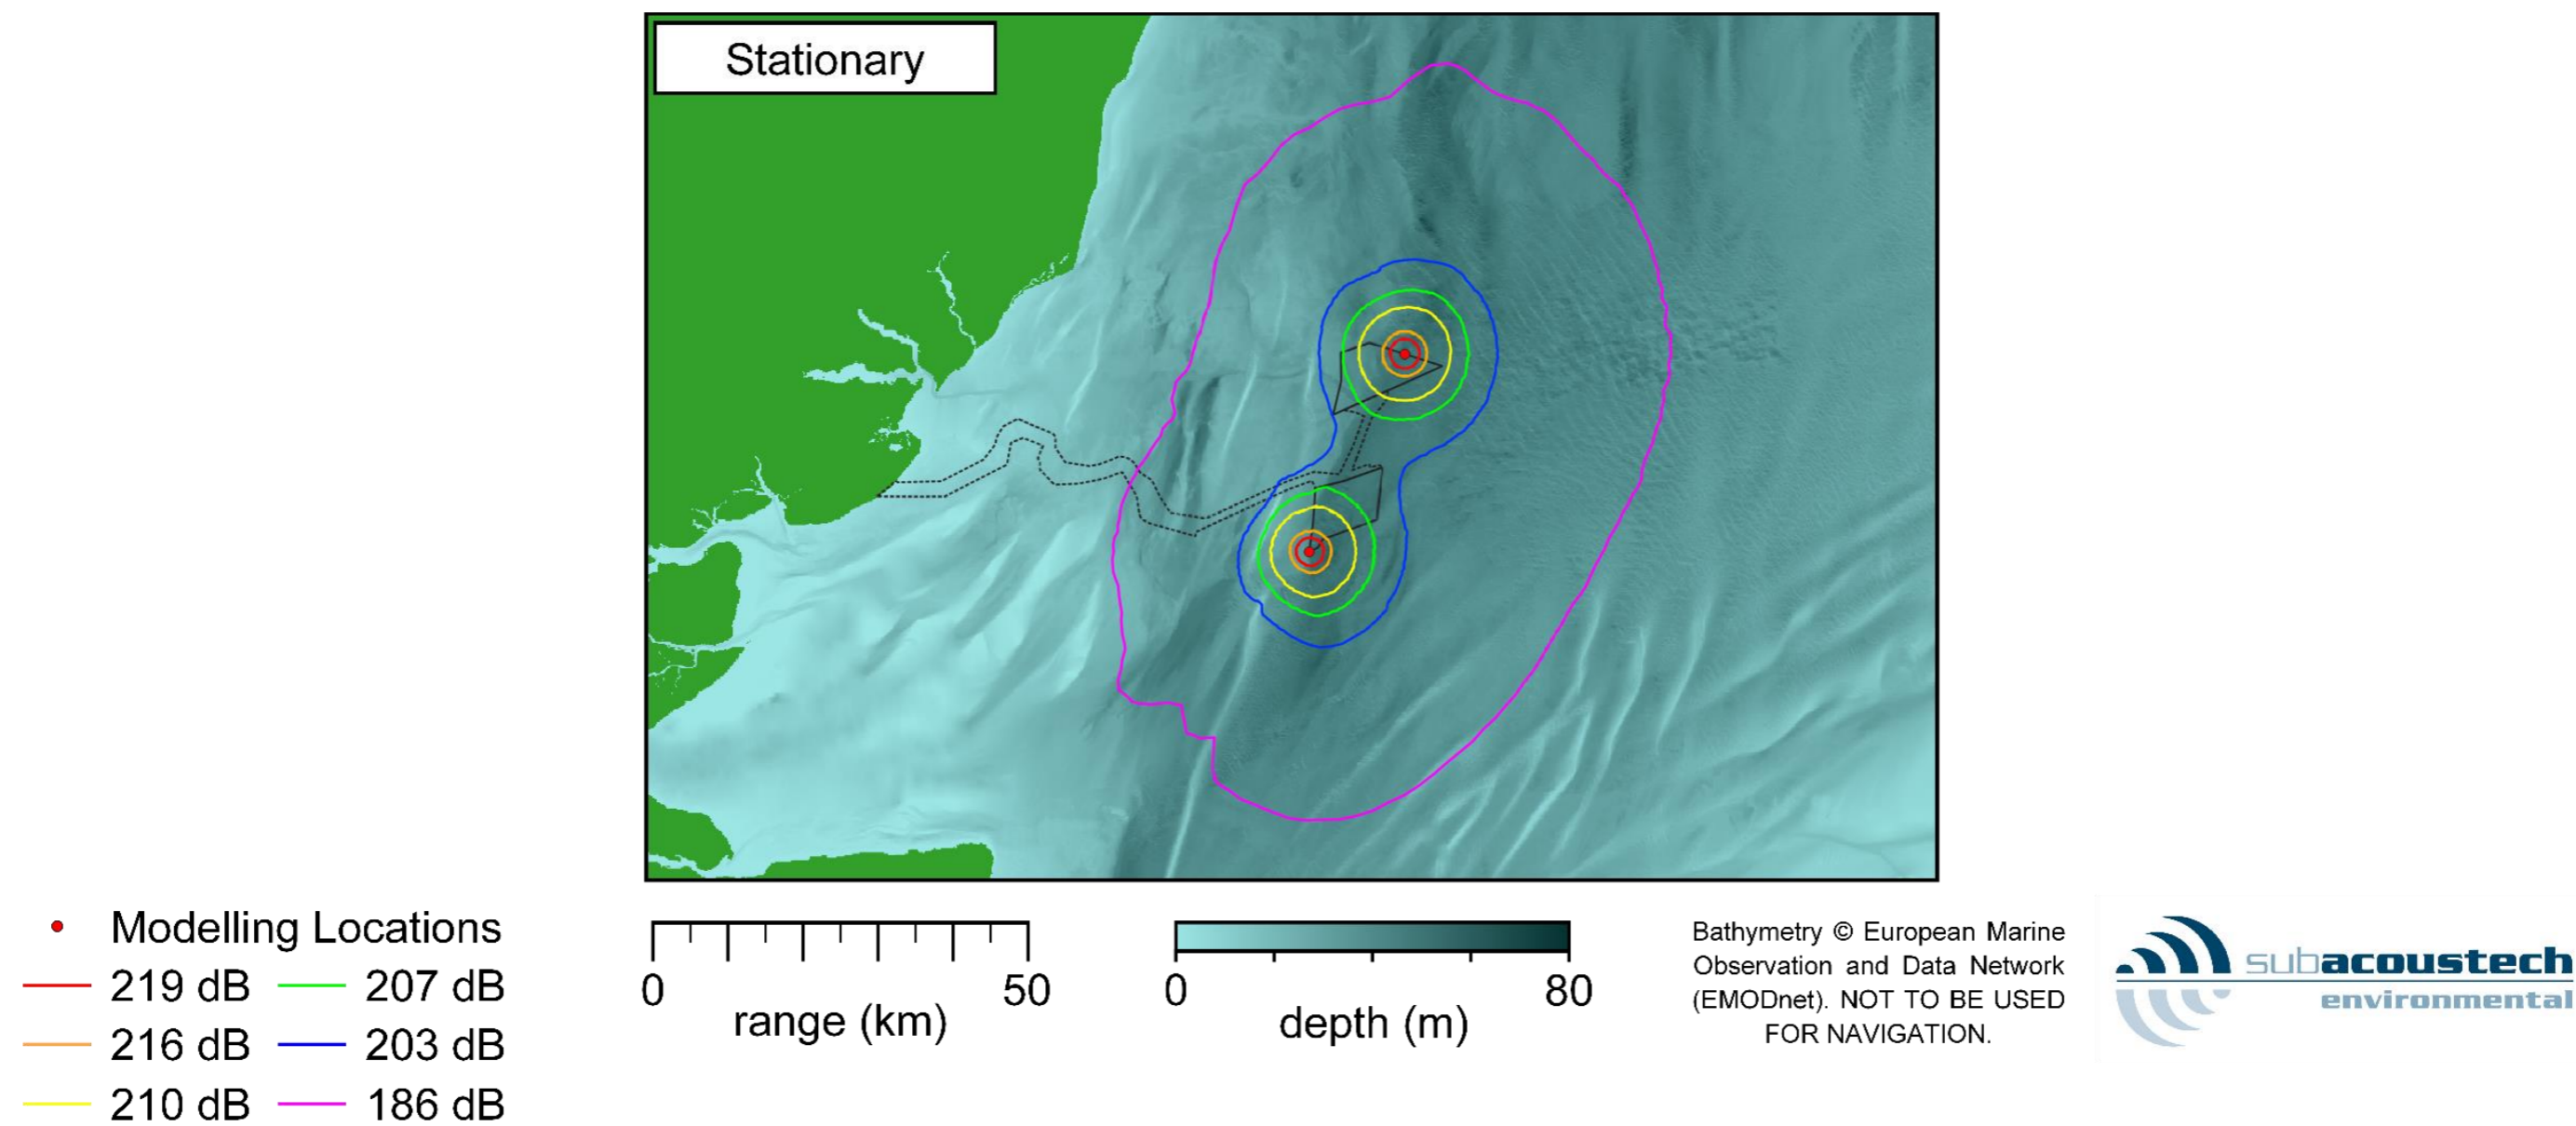 Stationary
Modelling Locations
219 dB
207 dB
216 dB
203 dB
210 dB
186 dB
0
50
range (km)
0
80
depth (m)
Bathymetry © European Marine
Observation and Data Network
(EMODnet). NOT TO BE USED
FOR NAVIGATION.
subacoustech
environmental